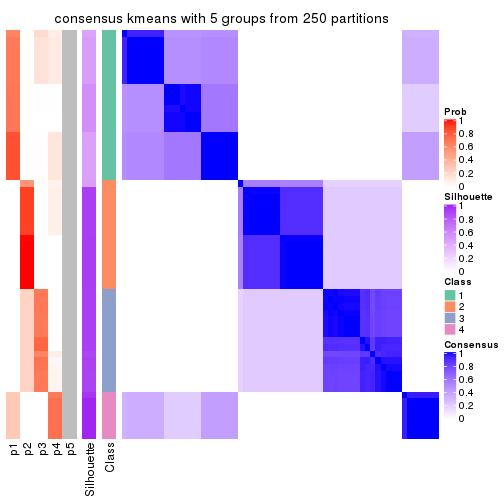 consensus kmeans with 5 groups from 250 partitions
Prob
1
0.8
0.6
0.4
0.2
0
Silhouette
1
0.8
0.6
0.4
0.2
0
Class
1
2
3
4
Consensus
1
0.8
0.6
0.4
0.2
0
p1
p2
p3
p4
p5
Silhouette
Class